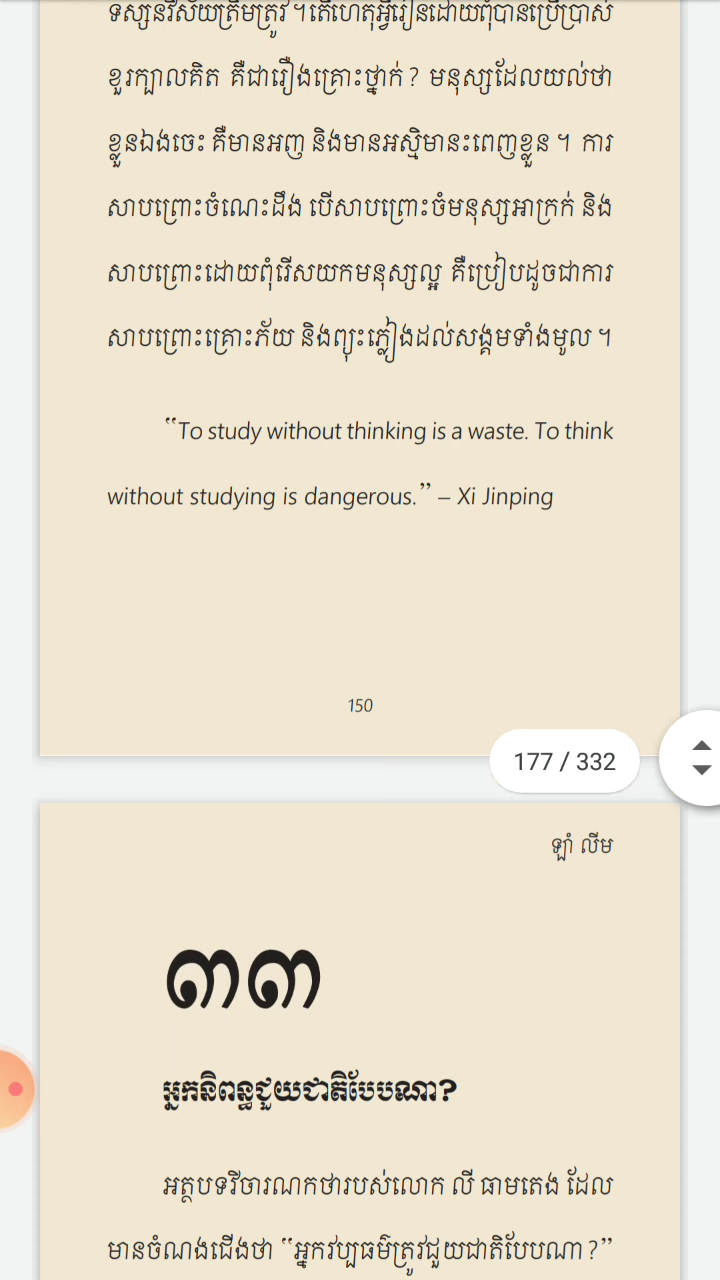 ទស្សនវិស័យត្រឹមត្រូវ ។ តើហេតុអ្វីរៀនដោយពុំបានប្រើប្រាស់
ខួរក្បាលគិត គឺជារឿងគ្រោះថ្នាក់ ? មនុស្សដែលយល់ថា
ខ្លួនឯងចេះ គឺមានអញ និងមានអស្មិមានះពេញខ្លួន ។ ការ
សាបព្រោះចំណេះដឹង បើសាបព្រោះចំមនុស្សអាក្រក់ និង
សាបព្រោះដោយពុំរើសយកមនុស្សល្អ គឺប្រៀបដូចជាការ
សាបព្រោះគ្រោះភ័យ និងព្យុះភ្លៀងដល់សង្គមទាំងមូល ។
“To study without thinking is a waste. To think
without studying is dangerous.” – Xi Jinping
150
177 / 332
ឡាំ លីម
៣៣
អ្នកនិពន្ធជួយជាតិបែបណា?
អត្ថបទវិចារណកថារបស់លោក លី ធាមតេង ដែល
មានចំណងជើងថា “អ្នកវប្បធម៌ត្រូវជួយជាតិបែបណា ?”